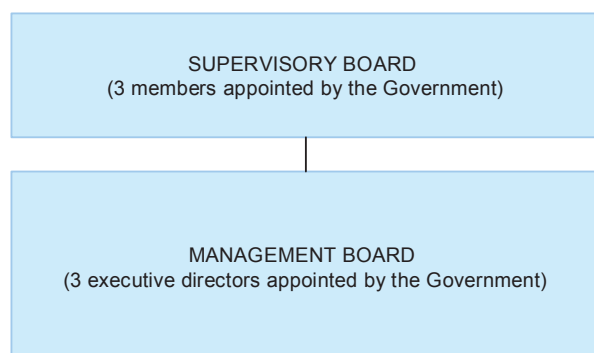 SUPERVISORY BOARD
(3 members appointed by the Government)
MANAGEMENT BOARD
(3 executive directors appointed by the Government)